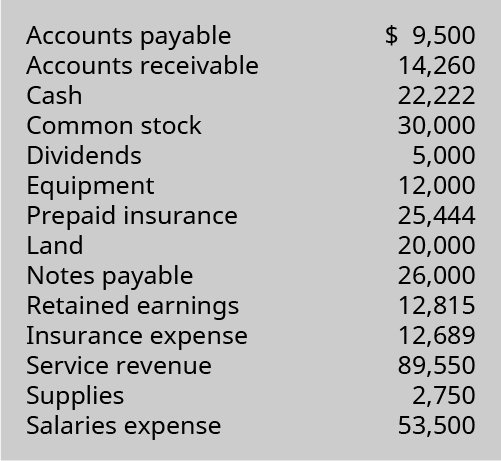 Accounts payable $ 9,500
Accounts receivable 14,260
Cash 22,222
Common stock 30,000
Dividends 5,000
Equipment 12,000
Prepaid insurance 25,444
Land 20,000
Notes payable 26,000
Retained earnings 12,815
Insurance expense 12,689
Service revenue 89,550
Supplies 2,750
Salaries expense 53,500